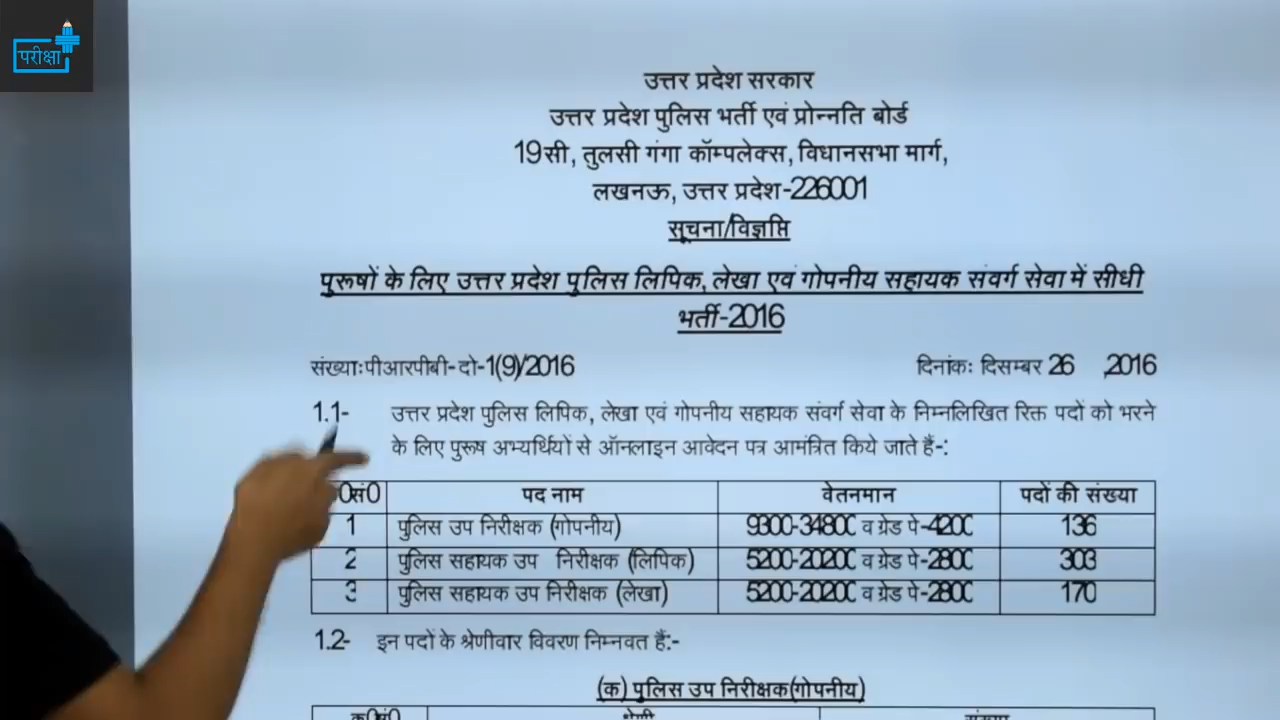 परीक्षा
उत्तर प्रदेश सरकार
उत्तर प्रदेश पुलिस भर्ती एवं प्रोन्नति बोर्ड
19सी, तुलसी गंगा कॉम्पलेक्स, विधानसभा मार्ग,
लखनऊ, उत्तर प्रदेश-226001
सूचना/विज्ञप्ति
पुरूषों के लिए उत्तर प्रदेश पुलिस लिपिक, लेखा एवं गोपनीय सहायक संवर्ग सेवा में सीधी
भर्ती-2016
संख्याःपीआरपीबी-दो-1(9)/2016 दिनांकः दिसम्बर 26 ,2016
1.1- उत्तर प्रदेश पुलिस लिपिक, लेखा एवं गोपनीय सहायक संवर्ग सेवा के निम्नलिखित रिक्त पदों को भरने
के लिए पुरूष अभ्यर्थियों से ऑनलाइन आवेदन पत्र आमंत्रित किये जाते हैं-:
0सं0 पद नाम वेतनमान पदों की संख्या
1 पुलिस उप निरीक्षक (गोपनीय) 9300-34800 व ग्रेड पे-4200 136
2 पुलिस सहायक उप निरीक्षक (लिपिक) 5200-20200 व ग्रेड पे-2800 303
3 पुलिस सहायक उप निरीक्षक (लेखा) 5200-20200 व ग्रेड पे-2800 170
1.2- इन पदों के श्रेणीवार विवरण निम्नवत हैं:-
(क) पुलिस उप निरीक्षक(गोपनीय)